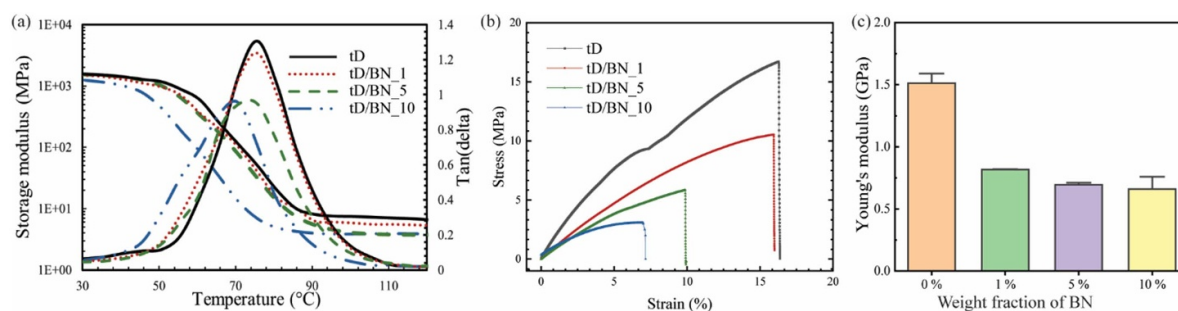 (a)
Storage modulus (MPa)
1E+04
1E+03
1E+02
1E+01
1E+00
30 50 70 90 110
Temperature (°C)
1.4
1.2
1
0.8
0.6
0.4
0.2
0
Tan(delta)
tD
tD/BN_1
tD/BN_5
tD/BN_10
(b)
Stress (MPa)
20
15
10
5
0
0 5 10 15 20
Strain (%)
tD
tD/BN_1
tD/BN_5
tD/BN_10
(c)
Young's modulus (GPa)
2.0
1.5
0.8
0.0
0 % 1 % 5 % 10 %
Weight fraction of BN